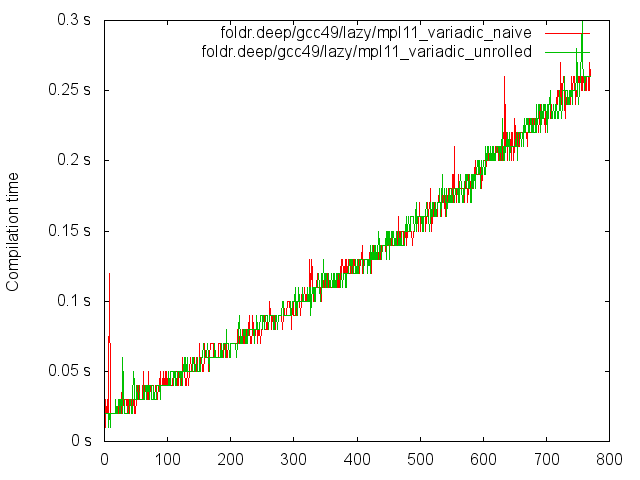 foldr.deep/gcc49/lazy/mpl11_variadic_naive
foldr.deep/gcc49/lazy/mpl11_variadic_unrolled
0.3 s
0.25 s
0.2 s
0.15 s
0.1 s
0.05 s
0 s
Compilation time
0 100 200 300 400 500 600 700 800